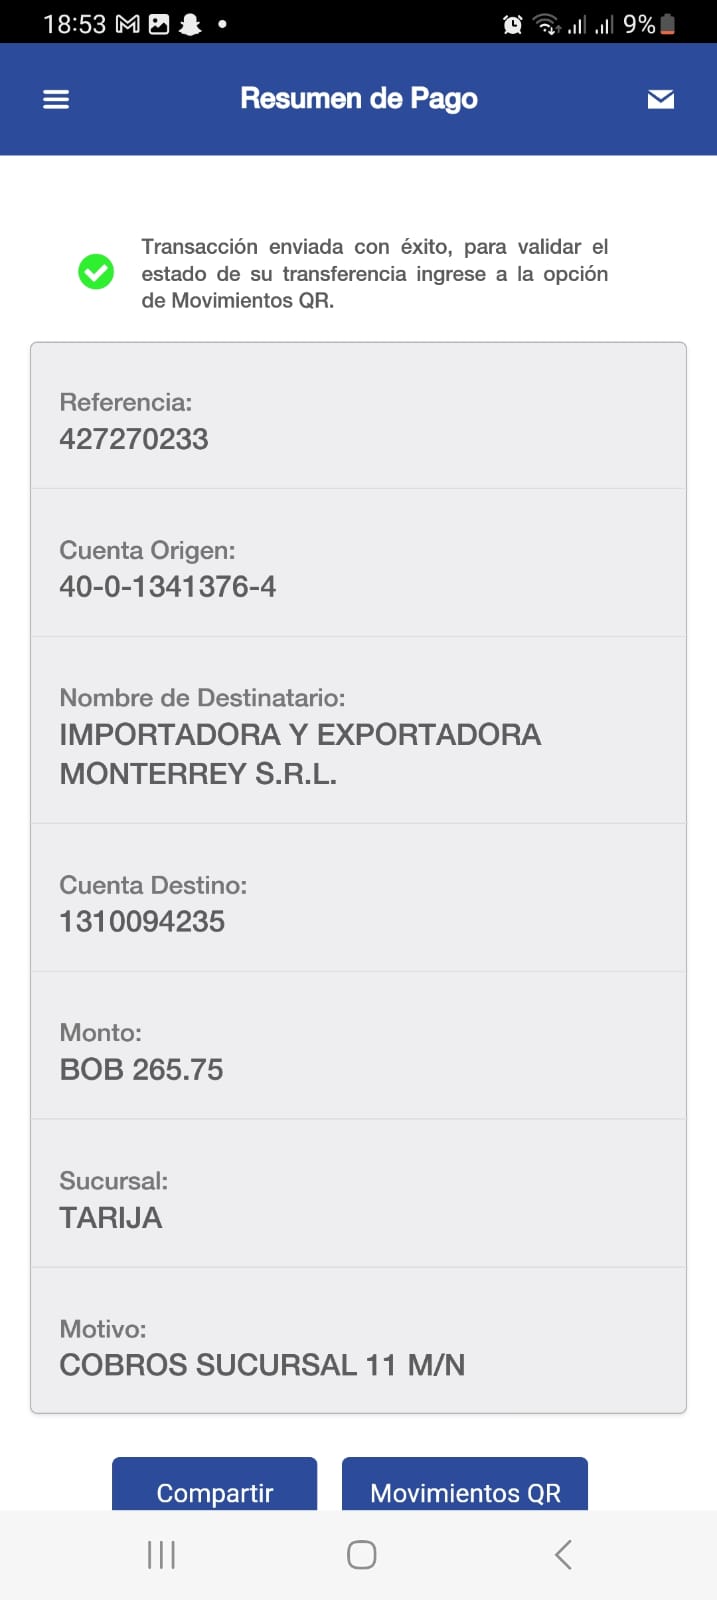 18:53 9%
Resumen de Pago
Transacción enviada con éxito, para validar el
estado de su transferencia ingrese a la opción
de Movimientos QR.
Referencia:
427270233
Cuenta Origen:
40-0-1341376-4
Nombre de Destinatario:
IMPORTADORA Y EXPORTADORA
MONTERREY S.R.L.
Cuenta Destino:
1310094235
Monto:
BOB 265.75
Sucursal:
TARIJA
Motivo:
COBROS SUCURSAL 11 M/N
Compartir Movimientos QR